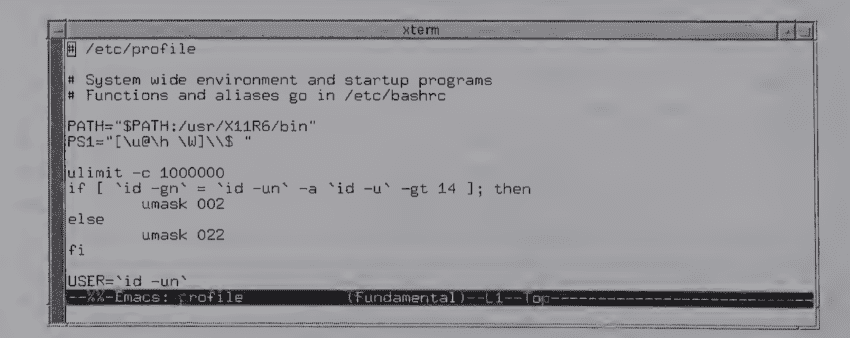 xterm
# /etc/profile
# System wide environment and startup programs
# Functions and aliases go in /etc/bashrc
PATH="$PATH:/usr/X11R6/bin"
PS1="[\u@\h \W]\\$ "
ulimit -c 1000000
if [ `id -gn` = `id -un` -a `id -u` -gt 14 ]; then
        umask 002
else
        umask 022
fi
USER=`id -un`
--%%-Emacs: profile (Fundamental)--L1--Top----------------------------